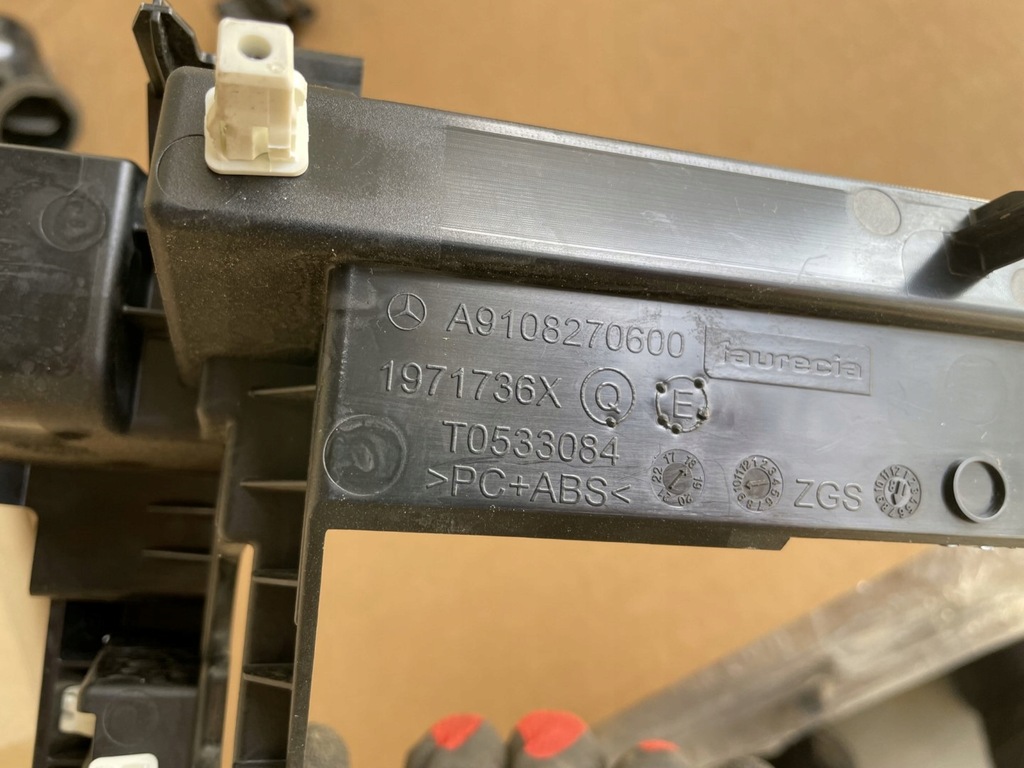 A9108270600 faurecia
1971736X Q E
T0533084
>PC+ABS< ZGS